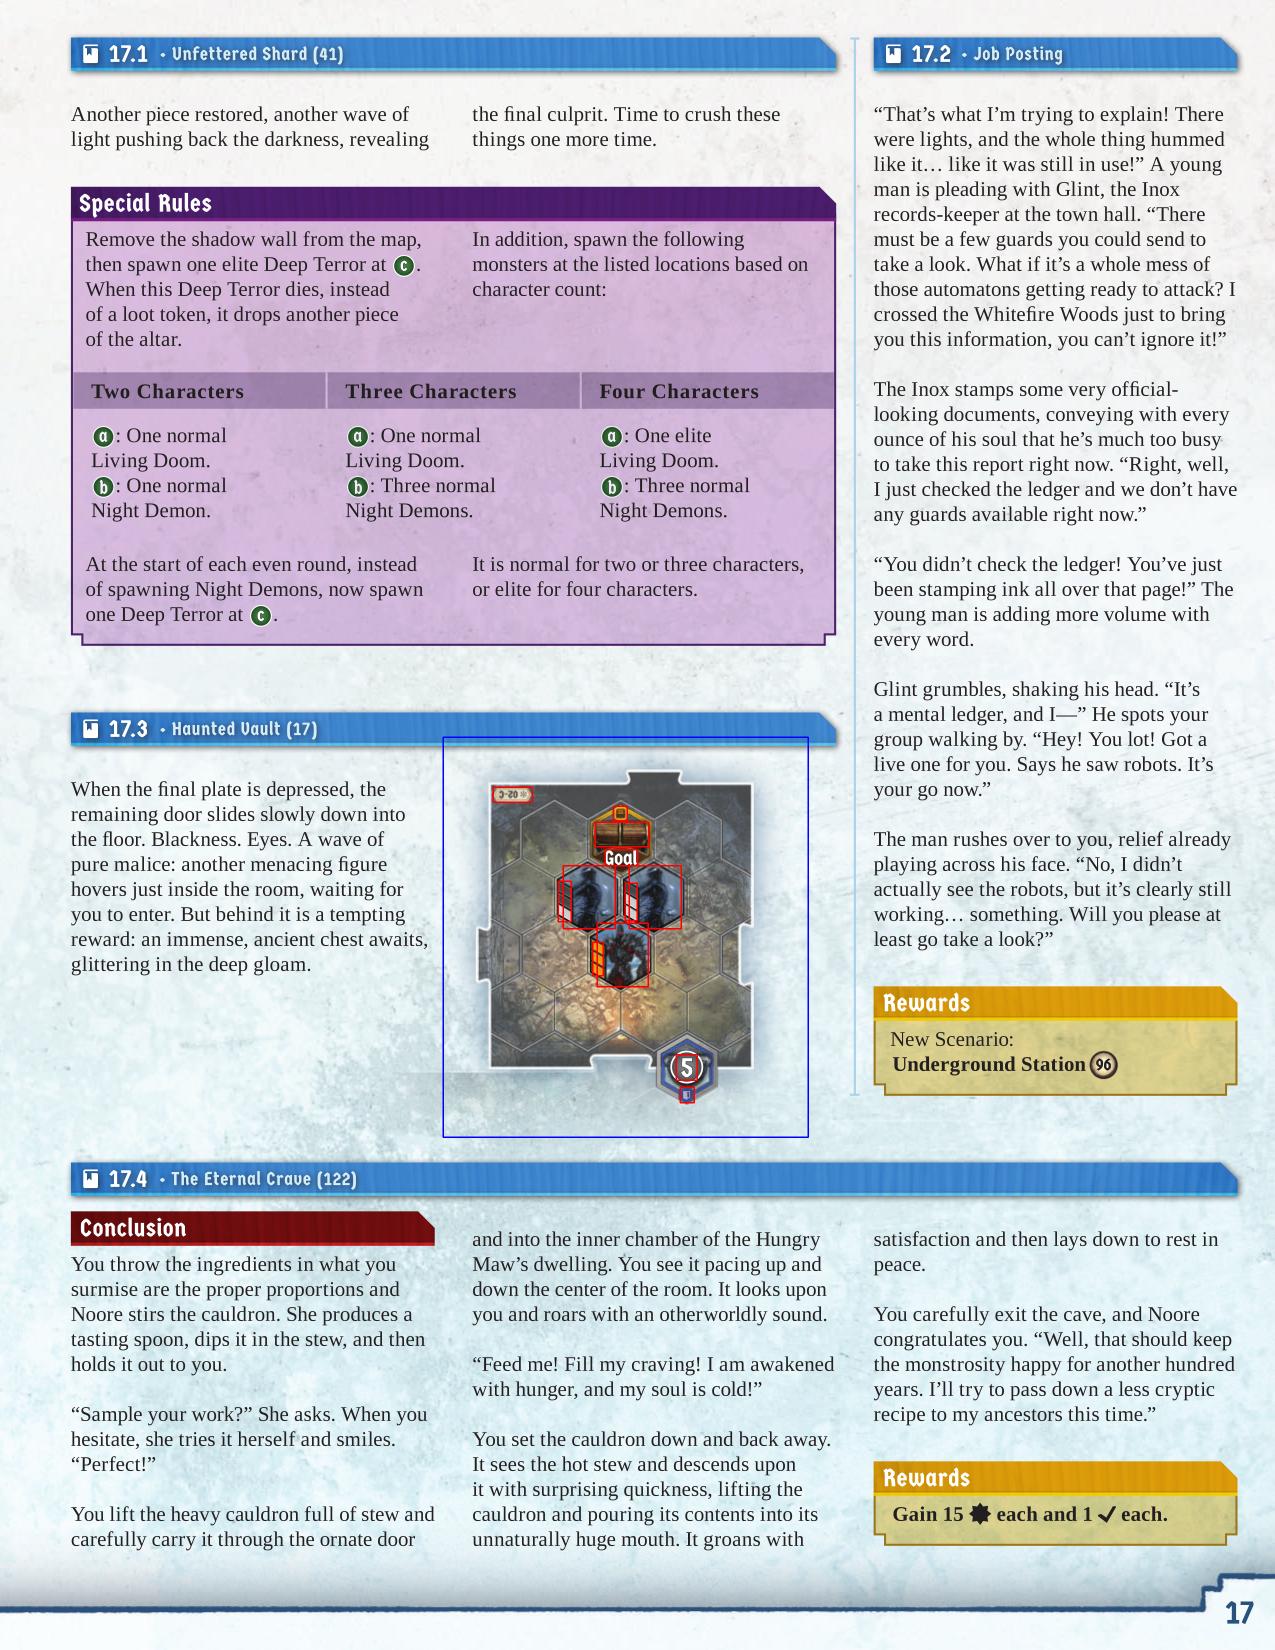 17.1 • Unfettered Shard (41)
Another piece restored, another wave of
light pushing back the darkness, revealing
the final culprit. Time to crush these
things one more time.
Special Rules
Remove the shadow wall from the map,
then spawn one elite Deep Terror at c.
When this Deep Terror dies, instead
of a loot token, it drops another piece
of the altar.
In addition, spawn the following
monsters at the listed locations based on
character count:
Two Characters
a: One normal
Living Doom.
b: One normal
Night Demon.
Three Characters
a: One normal
Living Doom.
b: Three normal
Night Demons.
Four Characters
a: One elite
Living Doom.
b: Three normal
Night Demons.
At the start of each even round, instead
of spawning Night Demons, now spawn
one Deep Terror at c.
It is normal for two or three characters,
or elite for four characters.
17.2 • Job Posting
“That’s what I’m trying to explain! There
were lights, and the whole thing hummed
like it… like it was still in use!” A young
man is pleading with Glint, the Inox
records-keeper at the town hall. “There
must be a few guards you could send to
take a look. What if it’s a whole mess of
those automatons getting ready to attack? I
crossed the Whitefire Woods just to bring
you this information, you can’t ignore it!”
The Inox stamps some very official-
looking documents, conveying with every
ounce of his soul that he’s much too busy
to take this report right now. “Right, well,
I just checked the ledger and we don’t have
any guards available right now.”
“You didn’t check the ledger! You’ve just
been stamping ink all over that page!” The
young man is adding more volume with
every word.
Glint grumbles, shaking his head. “It’s
a mental ledger, and I—” He spots your
group walking by. “Hey! You lot! Got a
live one for you. Says he saw robots. It’s
your go now.”
The man rushes over to you, relief already
playing across his face. “No, I didn’t
actually see the robots, but it’s clearly still
working… something. Will you please at
least go take a look?”
Rewards
New Scenario:
Underground Station 96
17.3 • Haunted Vault (17)
When the final plate is depressed, the
remaining door slides slowly down into
the floor. Blackness. Eyes. A wave of
pure malice: another menacing figure
hovers just inside the room, waiting for
you to enter. But behind it is a tempting
reward: an immense, ancient chest awaits,
glittering in the deep gloam.
02-C
Goal
5
17.4 • The Eternal Crave (122)
Conclusion
You throw the ingredients in what you
surmise are the proper proportions and
Noore stirs the cauldron. She produces a
tasting spoon, dips it in the stew, and then
holds it out to you.
“Sample your work?” She asks. When you
hesitate, she tries it herself and smiles.
“Perfect!”
You lift the heavy cauldron full of stew and
carefully carry it through the ornate door
and into the inner chamber of the Hungry
Maw’s dwelling. You see it pacing up and
down the center of the room. It looks upon
you and roars with an otherworldly sound.
“Feed me! Fill my craving! I am awakened
with hunger, and my soul is cold!”
You set the cauldron down and back away.
It sees the hot stew and descends upon
it with surprising quickness, lifting the
cauldron and pouring its contents into its
unnaturally huge mouth. It groans with
satisfaction and then lays down to rest in
peace.
You carefully exit the cave, and Noore
congratulates you. “Well, that should keep
the monstrosity happy for another hundred
years. I’ll try to pass down a less cryptic
recipe to my ancestors this time.”
Rewards
Gain 15 each and 1 each.
17